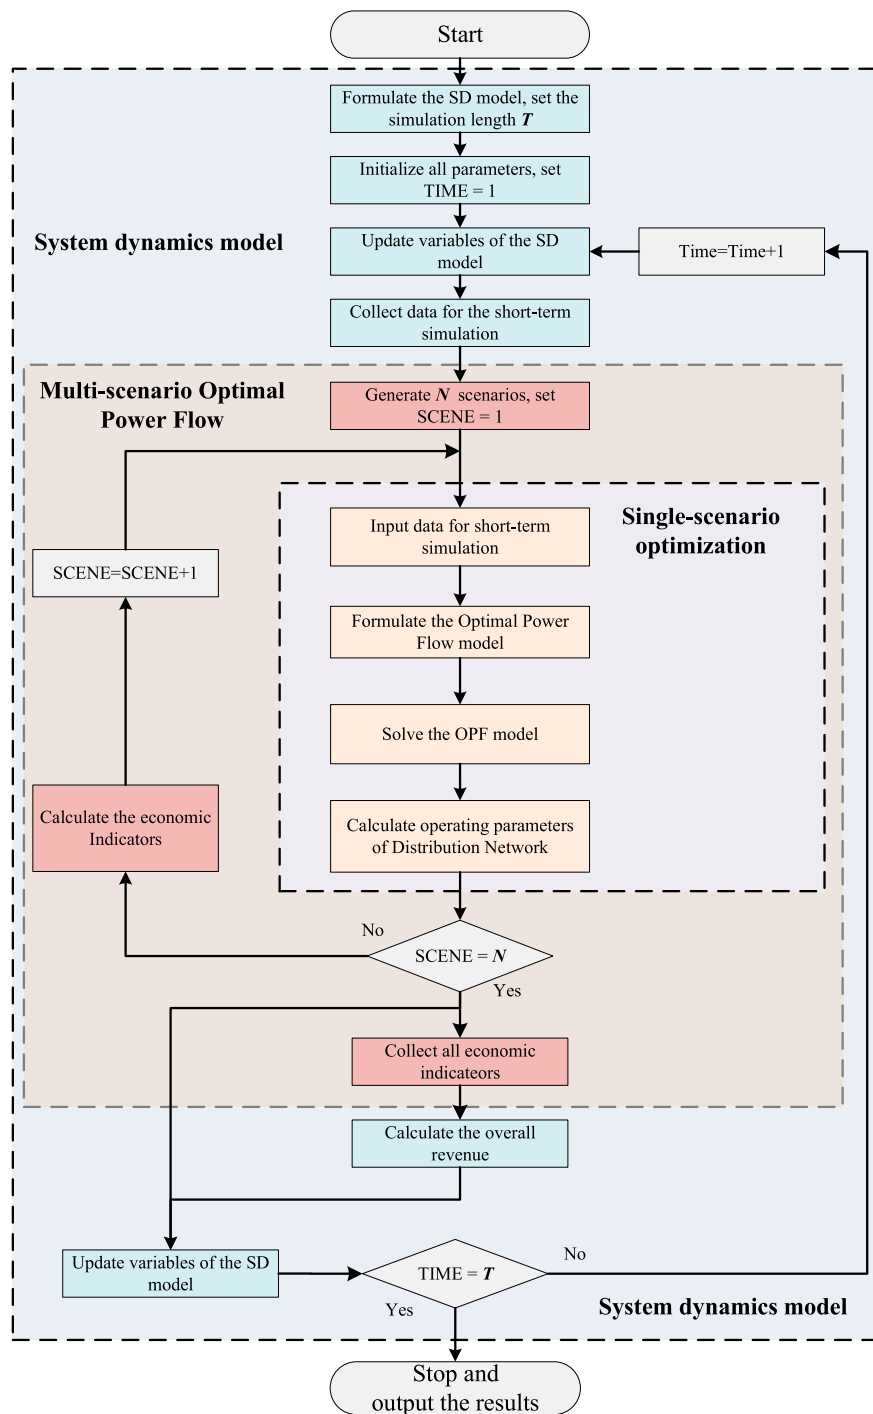 Start
Formulate the SD model, set the
simulation length T
Initialize all parameters, set
TIME = 1
System dynamics model
Update variables of the SD
model
Time=Time+1
Collect data for the short-term
simulation
Multi-scenario Optimal
Power Flow
Generate N scenarios, set
SCENE = 1
Single-scenario
optimization
Input data for short-term
simulation
SCENE=SCENE+1
Formulate the Optimal Power
Flow model
Solve the OPF model
Calculate the economic
Indicators
Calculate operating parameters
of Distribution Network
No
SCENE = N
Yes
Collect all economic
indicateors
Calculate the overall
revenue
Update variables of the SD
model
TIME = T
No
Yes
System dynamics model
Stop and
output the results